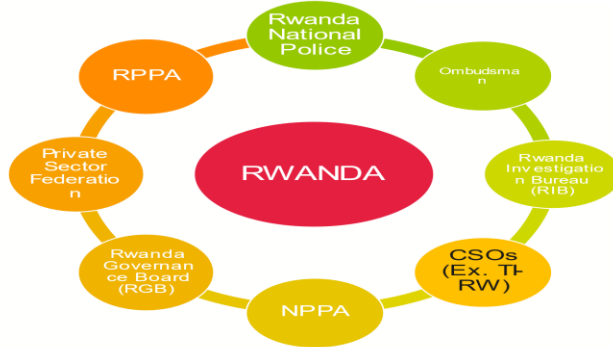 Rwanda
National
Police
Ombudsma
n
Rwanda
Investigatio
n Bureau
(RIB)
CSOs
(Ex. TI-
RW)
NPPA
Rwanda
Governan
ce Board
(RGB)
Private
Sector
Federatio
n
RPPA
RWANDA